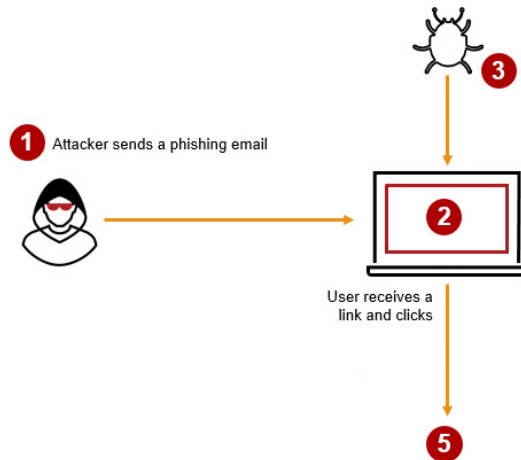 3
1 Attacker sends a phishing email
2
User receives a
link and clicks
5